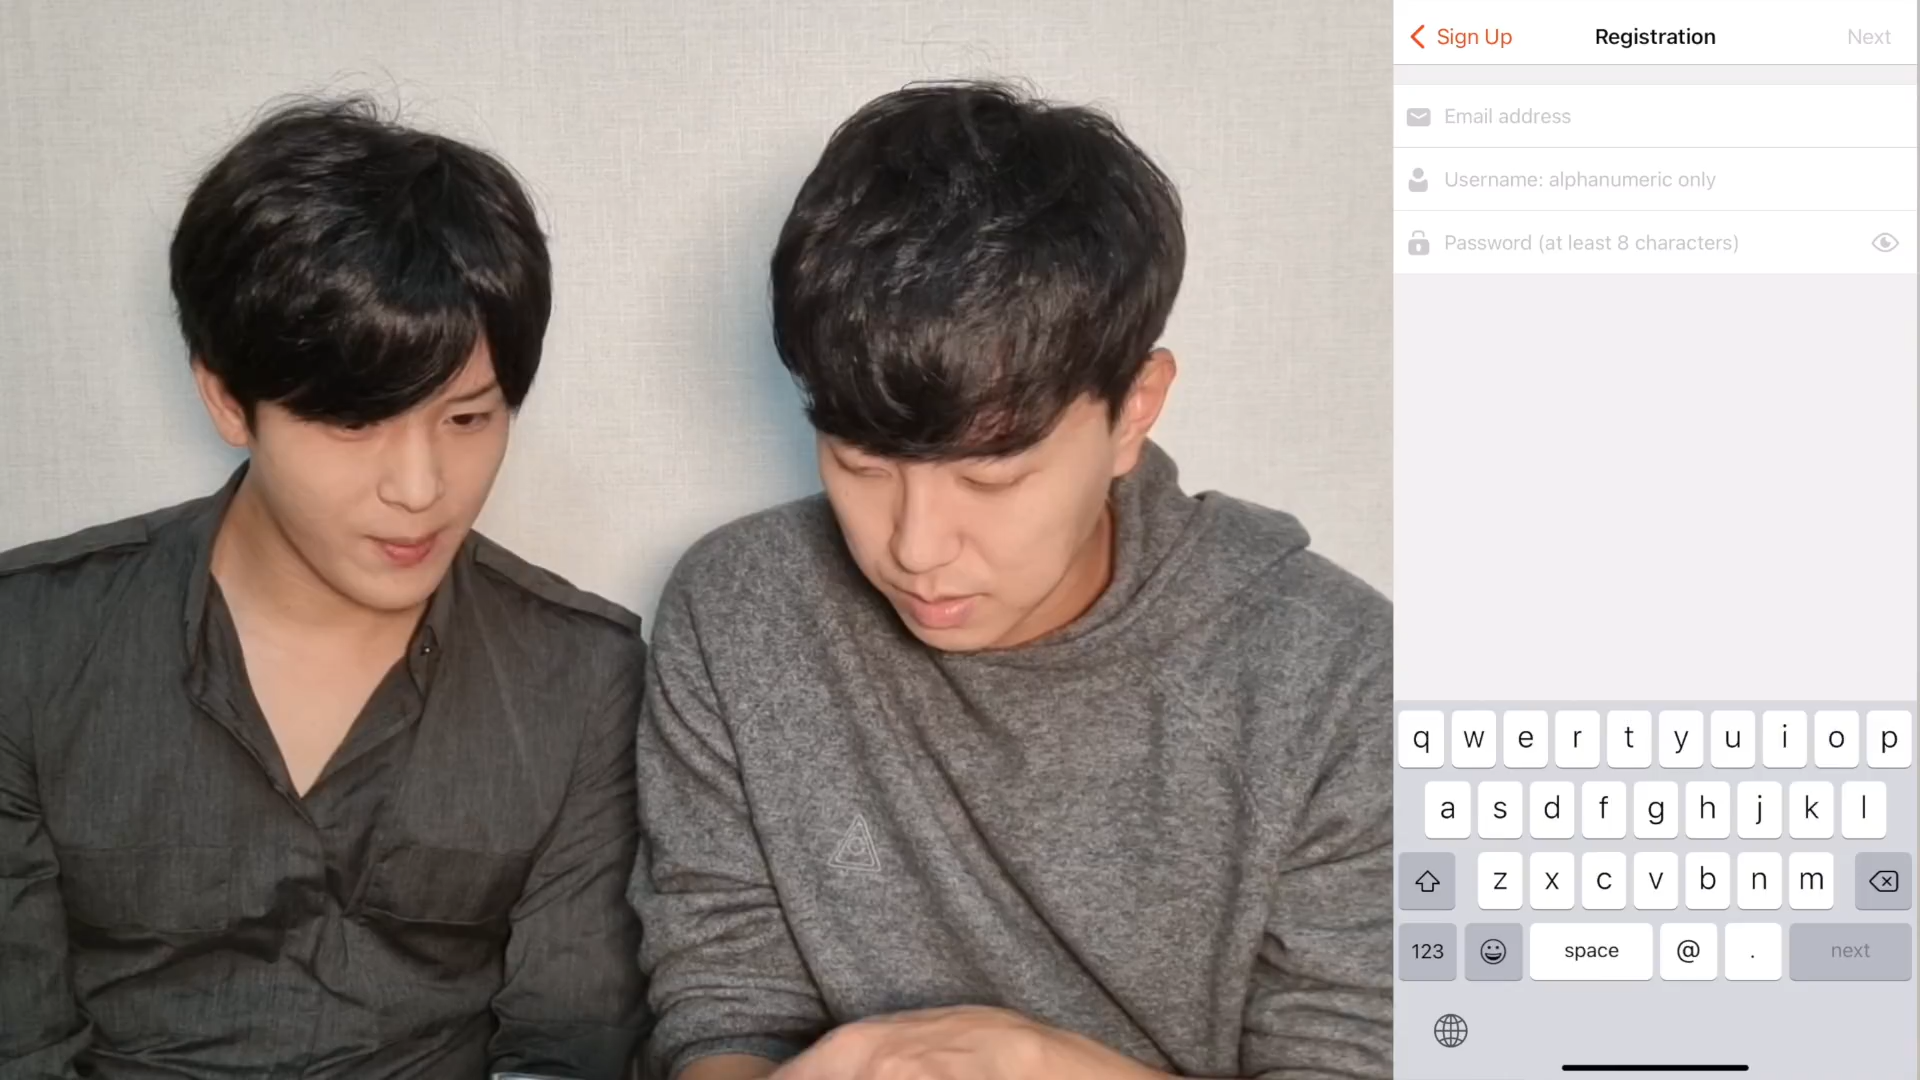 Sign Up Registration Next
Email address
Username: alphanumeric only
Password (at least 8 characters)
q w e r t y u i o p
a s d f g h j k l
z x c v b n m
123 space @ . next